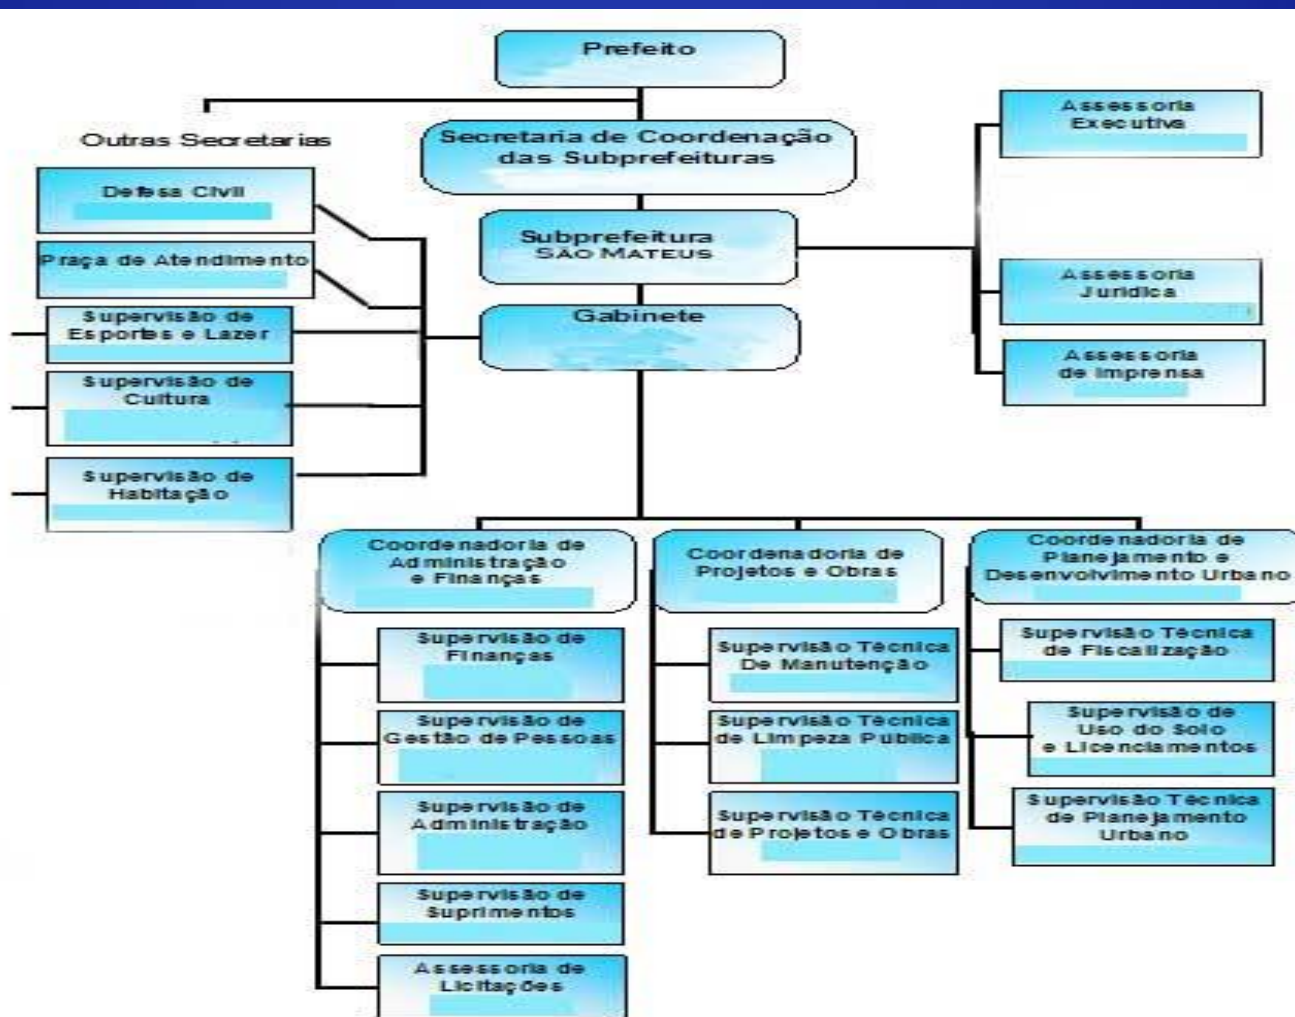 Prefeito
Outras Secretarias
Secretaria de Coordenação
das Subprefeituras
Assessoria
Executiva
Defesa Civil
Praça de Atendimento
Supervisão de
Esportes e Lazer
Supervisão de
Cultura
Supervisão de
Habitação
Subprefeitura
SÃO MATEUS
Gabinete
Assessoria
Juridica
Assessoria
de Imprensa
Coordenadoria de
Administração
e Finanças
Supervisão de
Finanças
Supervisão de
Gestão de Pessoas
Supervisão de
Administração
Supervisão de
Suprimentos
Assessoria de
Licitações
Coordenadoria de
Projetos e Obras
Supervisão Técnica
De Manutenção
Supervisão Técnica
de Limpeza Pública
Supervisão Técnica
de Projetos e Obras
Coordenadoria de
Planejamento e
Desenvolvimento Urbano
Supervisão Técnica
de Fiscalização
Supervisão de
Uso do Solo
e Licenciamentos
Supervisão Técnica
de Planejamento
Urbano